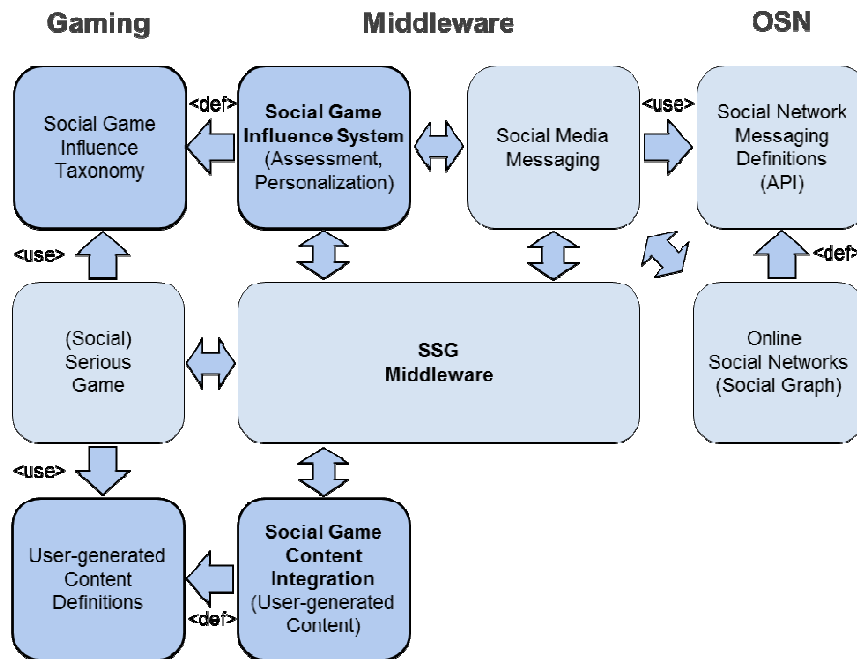 Gaming
Middleware
OSN
Social Game
Influence
Taxonomy
<def>
Social Game
Influence System
(Assessment,
Personalization)
Social Media
Messaging
<use>
Social Network
Messaging
Definitions
(API)
<use>
<def>
(Social)
Serious
Game
SSG
Middleware
Online
Social Networks
(Social Graph)
<use>
User-generated
Content
Definitions
<def>
Social Game
Content
Integration
(User-generated
Content)